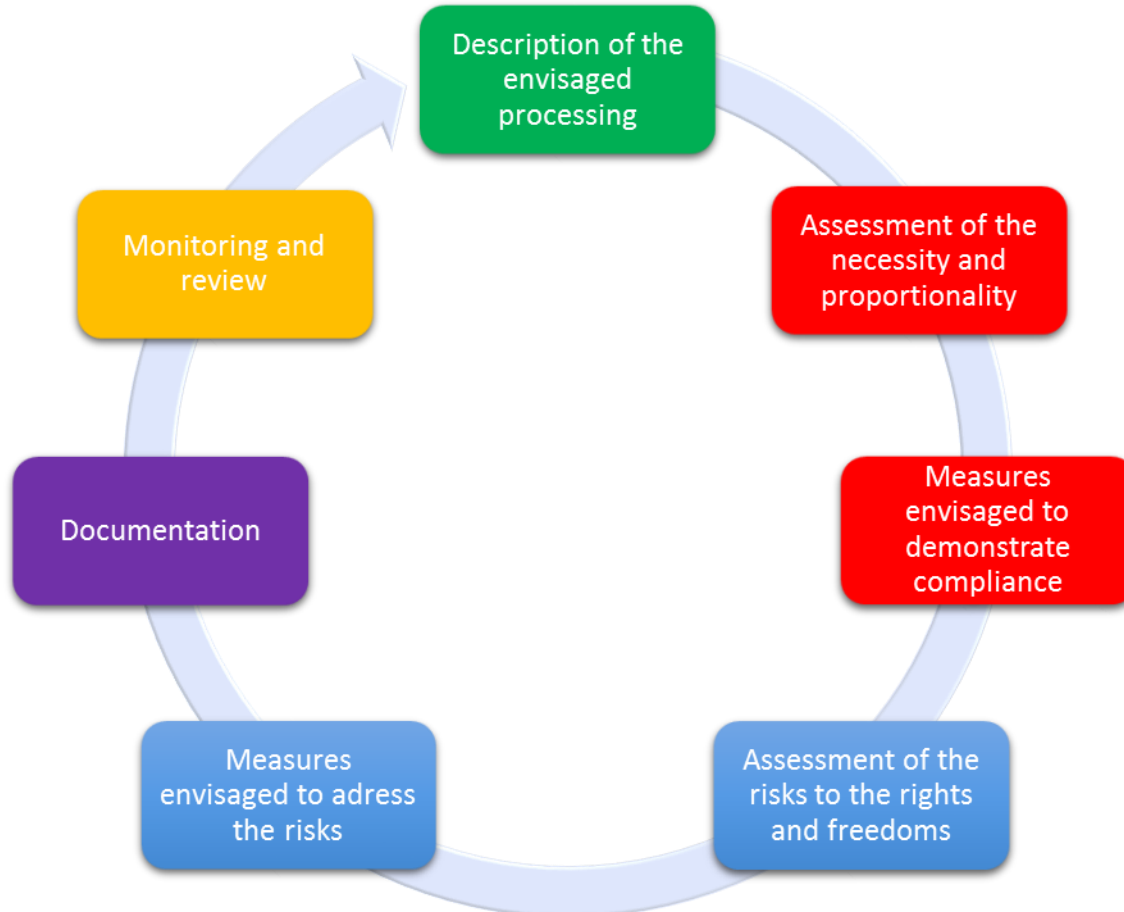 Description of the
envisaged
processing
Assessment of the
necessity and
proportionality
Measures
envisaged to
demonstrate
compliance
Assessment of the
risks to the rights
and freedoms
Measures
envisaged to adress
the risks
Documentation
Monitoring and
review